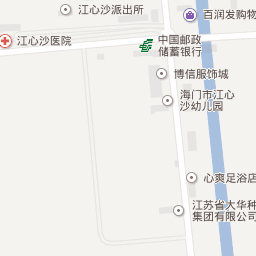 江心沙派出所
百润发购物
江心沙医院
中国邮政
储蓄银行
博信服饰城
海门市江心
沙幼儿园
心爽足浴店
江苏省大华种
集团有限公司